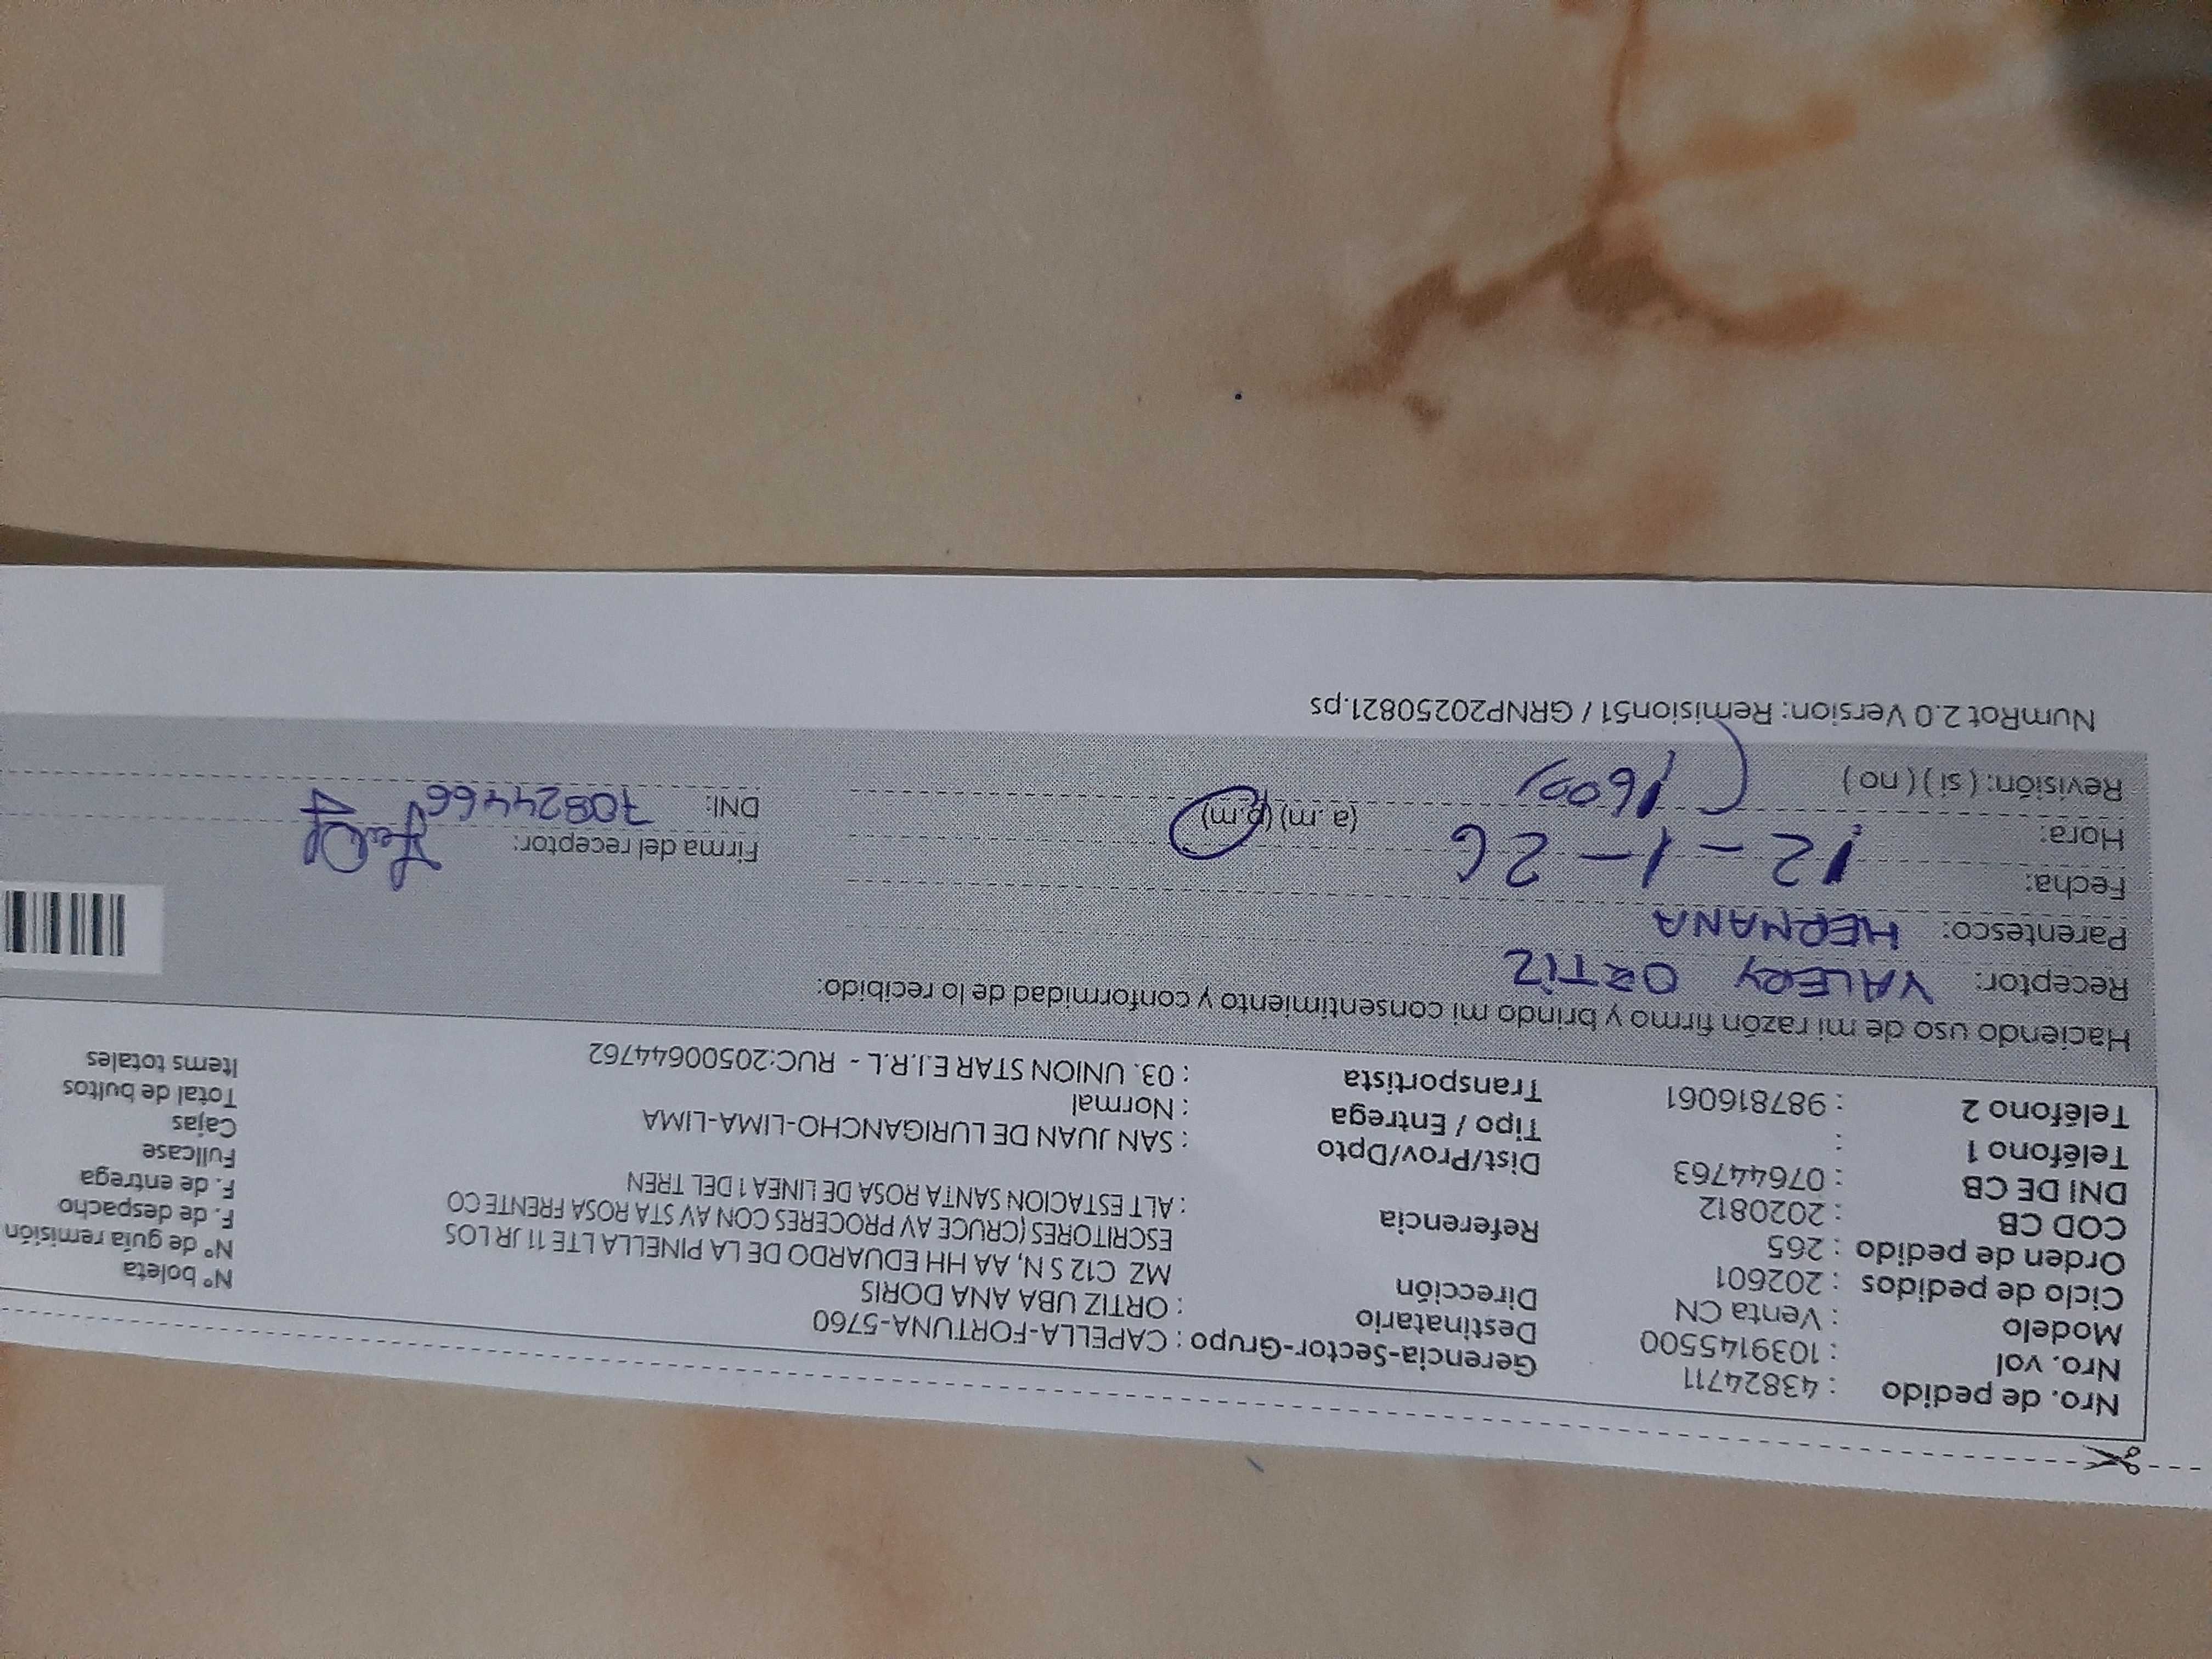 Nro. de pedido : 43824711
Nro. vol : 1039145500
Modelo : Venta CN
Ciclo de pedidos : 202601
Orden de pedido : 265
COD CB : 2020812
DNI DE CB : 07644763
Teléfono 1 :
Teléfono 2 : 987816061
Gerencia-Sector-Grupo : CAPELLA-FORTUNA-5760
Destinatario : ORTIZ UBA ANA DORIS
Dirección MZ C12 S N, AA HH EDUARDO DE LA PINELLA LTE 11 JR LOS
ESCRITORES (CRUCE AV PROCERES CON AV STA ROSA FRENTE CO
Referencia : ALT ESTACION SANTA ROSA DE LINEA 1 DEL TREN
Dist/Prov/Dpto : SAN JUAN DE LURIGANCHO-LIMA-LIMA
Tipo / Entrega : Normal
Transportista : 03. UNION STAR E.I.R.L - RUC:20500644762
N° boleta
N° de guía remisión
F. de despacho
F. de entrega
Fullcase
Cajas
Total de bultos
Items totales
Haciendo uso de mi razón firmo y brindo mi consentimiento y conformidad de lo recibido:
Receptor: VALERY ORTIZ
Parentesco: HERMANA
Fecha: 12-1-26
Hora: 1600 (a.m) (p.m)
Revisión: ( si ) ( no )
Firma del receptor:
DNI: 70924466
NumRot 2.0 Version: Remision51 / GRNP20250821.ps